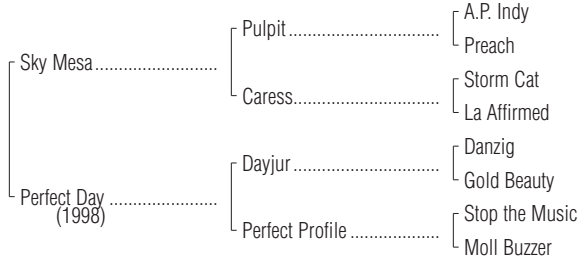 A.P. Indy
Pulpit
Preach
Sky Mesa
Storm Cat
Caress
La Affirmed
Danzig
Dayjur
Gold Beauty
Perfect Day
(1998)
Stop the Music
Perfect Profile
Moll Buzzer